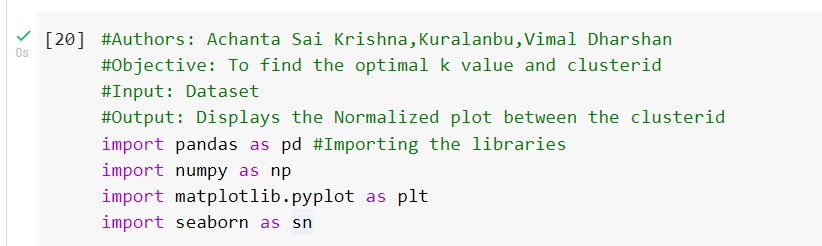 [20] #Authors: Achanta Sai Krishna,Kuralanbu,Vimal Dharshan
0s
#Objective: To find the optimal k value and clusterid
#Input: Dataset
#Output: Displays the Normalized plot between the clusterid
import pandas as pd #Importing the libraries
import numpy as np
import matplotlib.pyplot as plt
import seaborn as sn